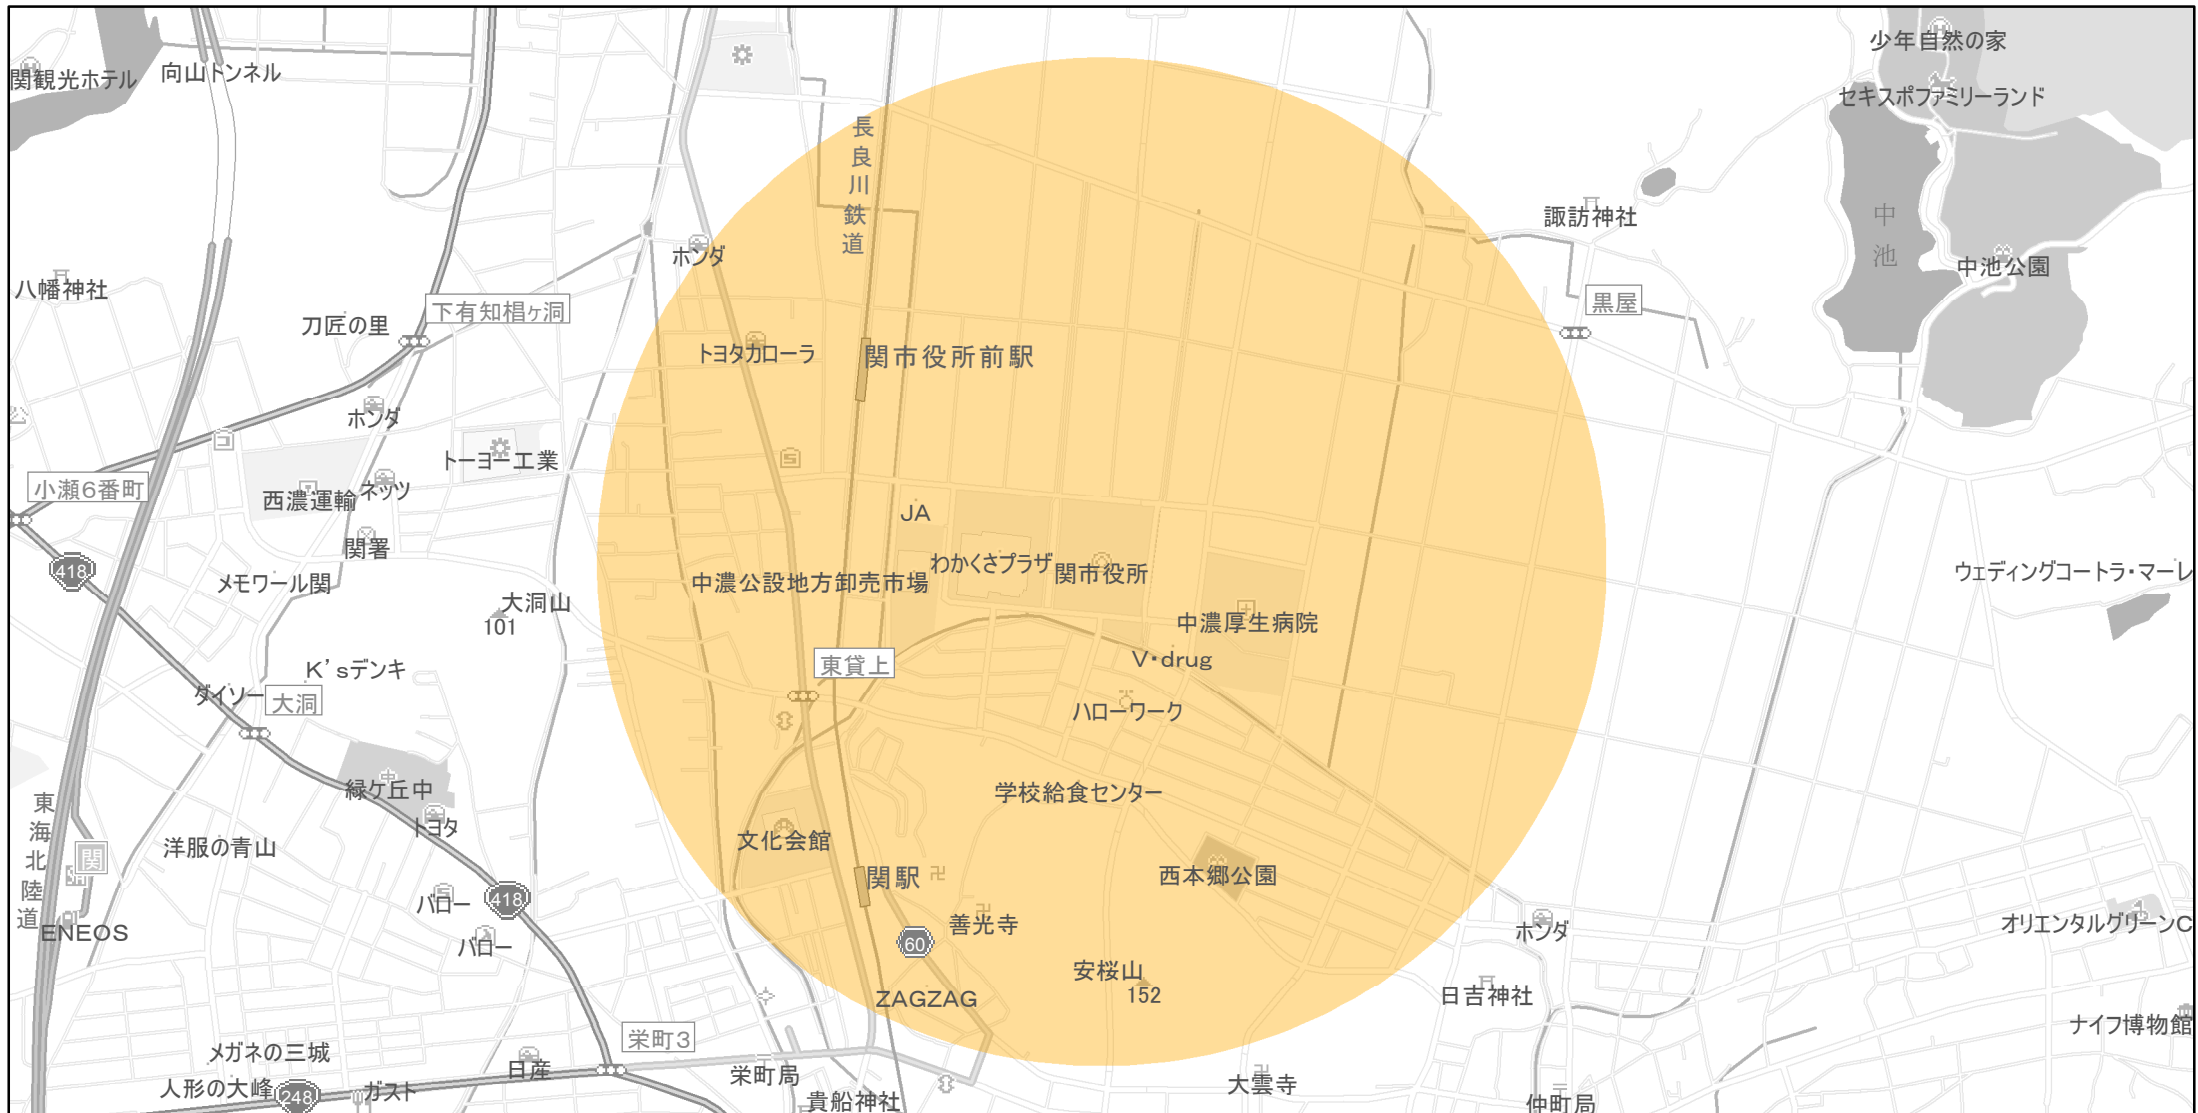 少年自然の家
関観光ホテル
向山トンネル
セキスポファミリーランド
長良川鉄道
諏訪神社
中池
ホンダ
中池公園
八幡神社
下有知椙ヶ洞
黒屋
刀匠の里
トヨタカローラ
関市役所前駅
ホンダ
トーヨー工業
小瀬6番町
西濃運輸
ネッツ
JA
関署
わかくさプラザ
関市役所
418
メモワール関
中濃公設地方卸売市場
ウェディングコートラ・マーレ
大洞山
101
中濃厚生病院
東貸上
V・drug
K'sデンキ
ダイソー
大洞
ハローワーク
緑ケ丘中
学校給食センター
東海北陸道
トヨタ
文化会館
洋服の青山
関
関駅
西本郷公園
418
バロー
善光寺
ENEOS
ホンダ
オリエンタルグリーンC
バロー
60
安桜山
152
ZAGZAG
日吉神社
ナイフ博物館
栄町3
メガネの三城
日産
栄町局
人形の大峰
248
ガスト
大雲寺
貴船神社
仲町局